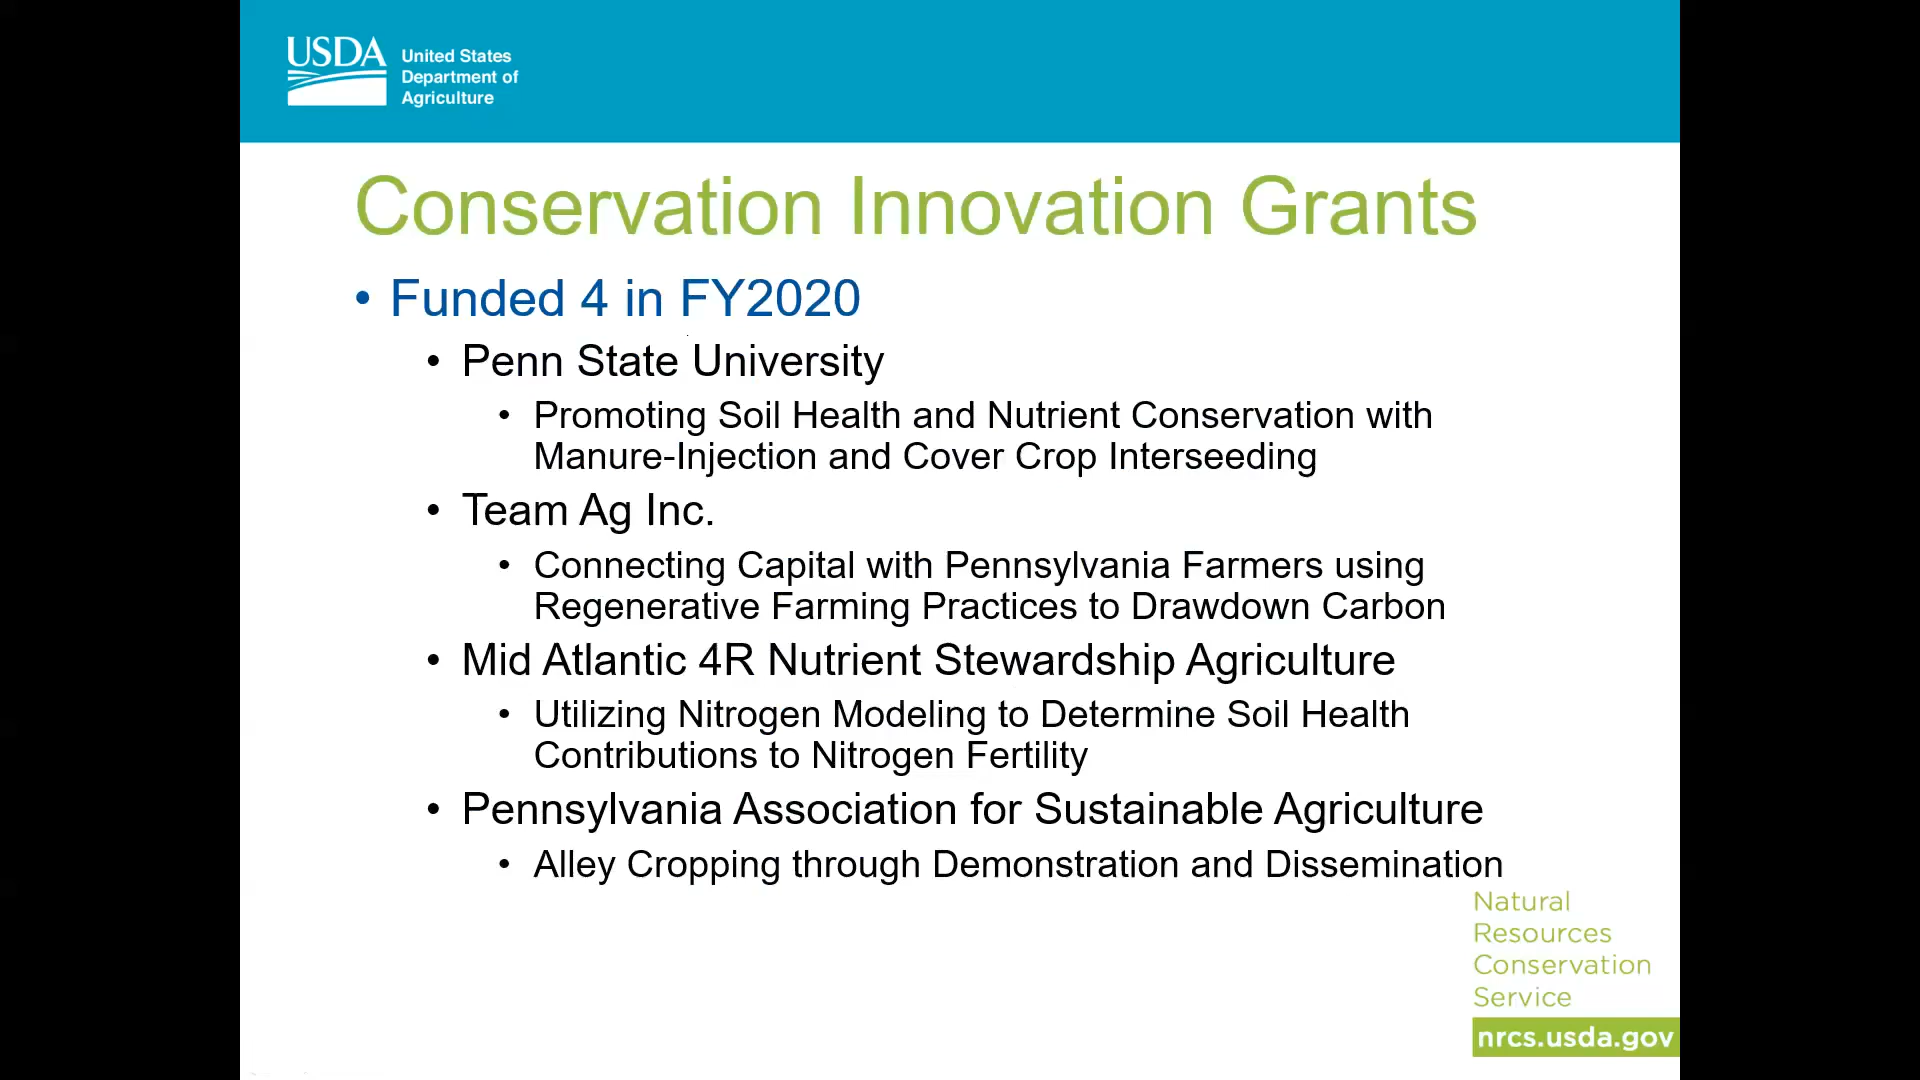 USDA
United States
Department of
Agriculture
Conservation Innovation Grants
• Funded 4 in FY2020
• Penn State University
• Promoting Soil Health and Nutrient Conservation with
Manure-Injection and Cover Crop Interseeding
• Team Ag Inc.
• Connecting Capital with Pennsylvania Farmers using
Regenerative Farming Practices to Drawdown Carbon
• Mid Atlantic 4R Nutrient Stewardship Agriculture
• Utilizing Nitrogen Modeling to Determine Soil Health
Contributions to Nitrogen Fertility
• Pennsylvania Association for Sustainable Agriculture
• Alley Cropping through Demonstration and Dissemination
Natural
Resources
Conservation
Service
nrcs.usda.gov